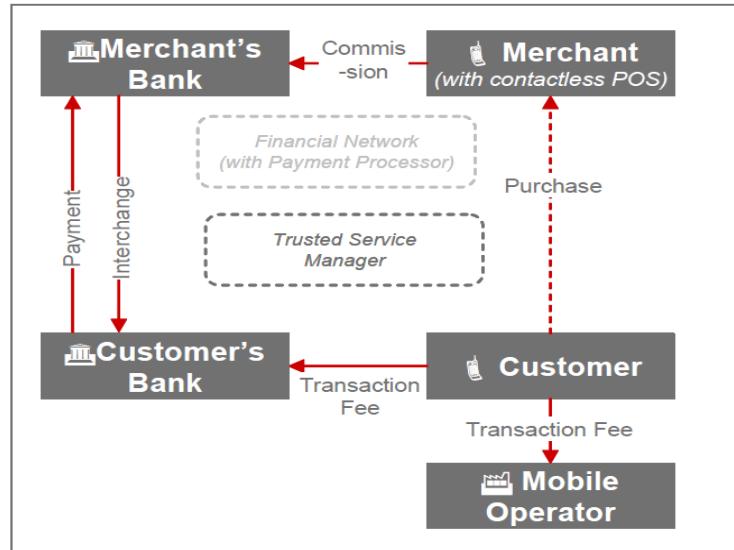 Merchant's
Bank
Commis
-sion
Merchant
(with contactless POS)
Financial Network
(with Payment Processor)
Payment
Interchange
Purchase
Trusted Service
Manager
Customer's
Bank
Transaction
Fee
Customer
Transaction Fee
Mobile
Operator